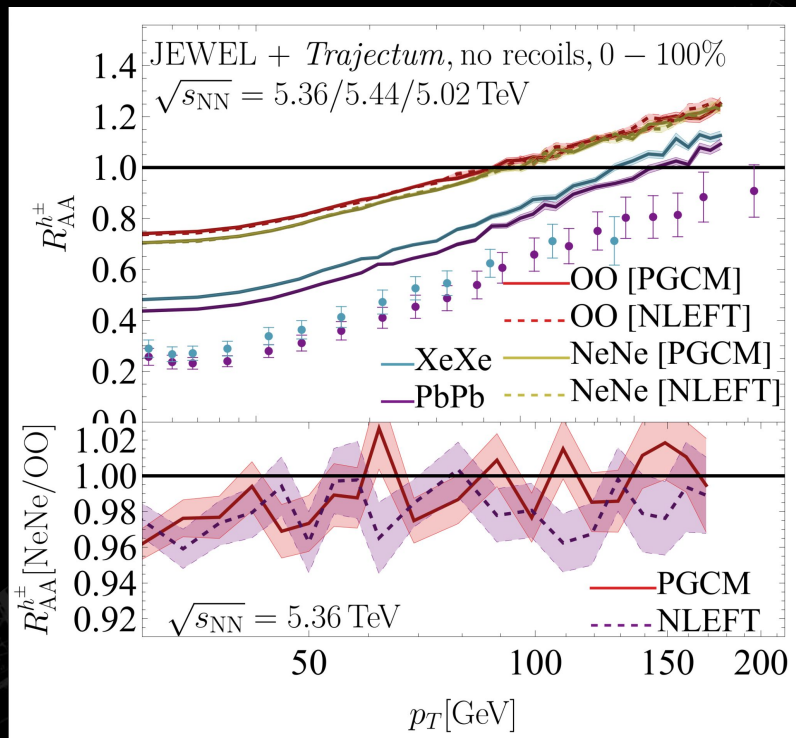 JEWEL + Trajectum, no recoils, 0 – 100%
√sNN = 5.36/5.44/5.02 TeV
1.4
1.2
1.0
0.8
0.6
0.4
0.2
0.0
R_AA^h±
OO [PGCM]
OO [NLEFT]
XeXe
NeNe [PGCM]
PbPb
NeNe [NLEFT]
1.02
1.00
0.98
0.96
0.94
0.92
R_AA^h± [NeNe/OO]
PGCM
√sNN = 5.36 TeV
NLEFT
50 100 150 200
p_T [GeV]